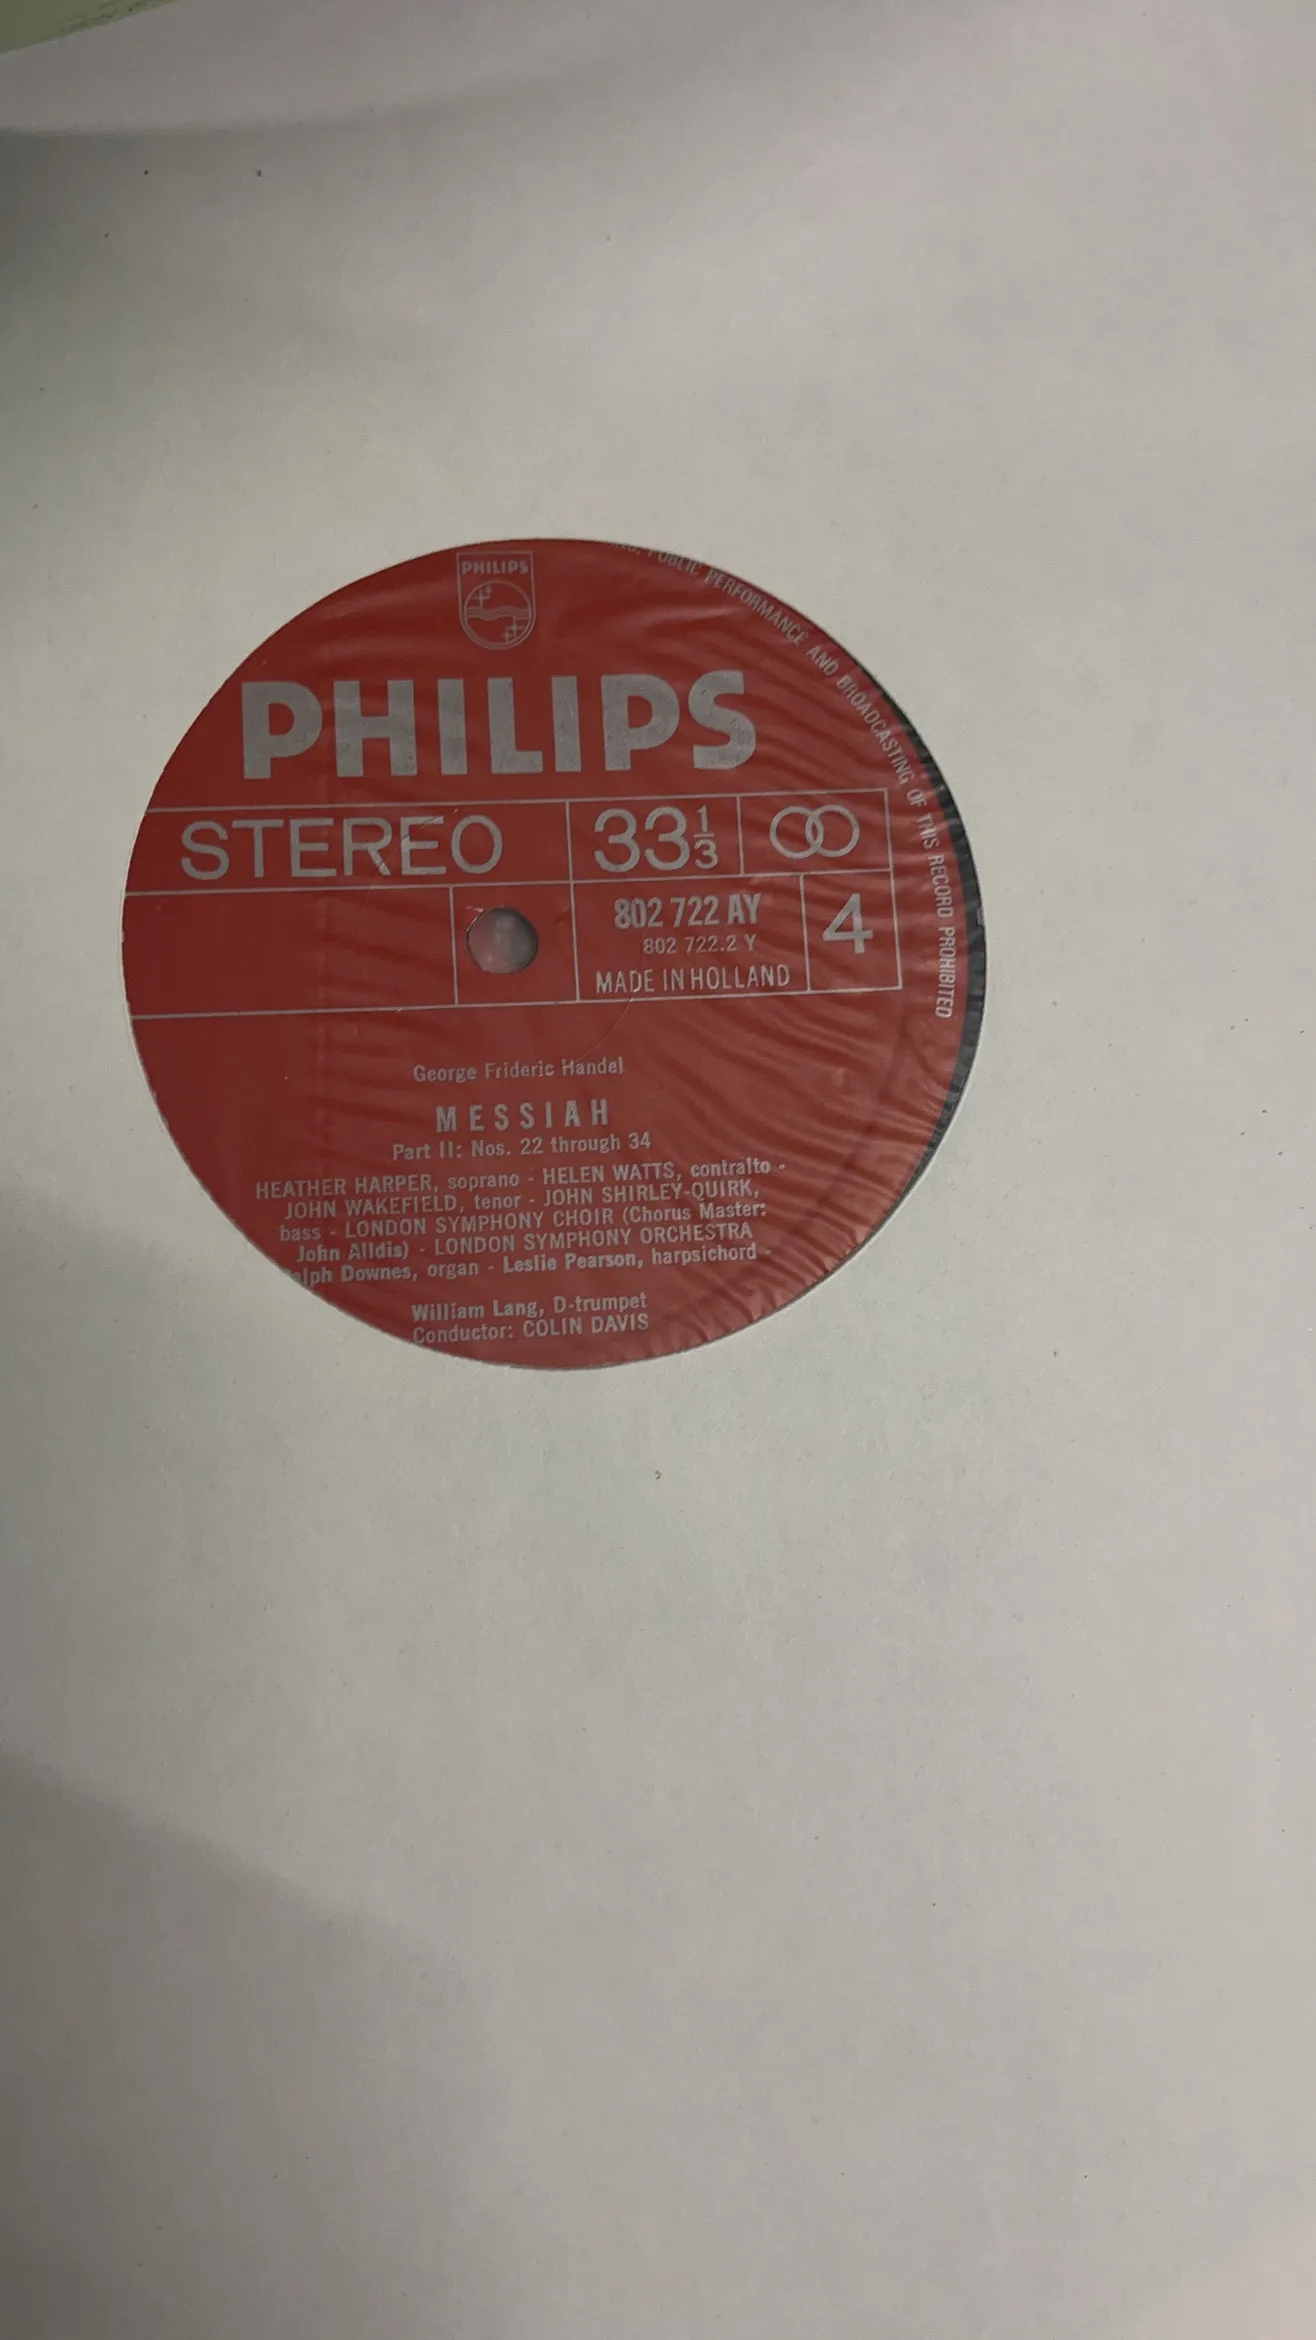 PHILIPS
PHILIPS
STEREO
33 1/3
802 722 AY
802 722.2 Y
MADE IN HOLLAND
4
George Frideric Handel
MESSIAH
Part II: Nos. 22 through 34
HEATHER HARPER, soprano - HELEN WATTS, contralto -
JOHN WAKEFIELD, tenor - JOHN SHIRLEY-QUIRK,
bass - LONDON SYMPHONY CHOIR (Chorus Master:
John Alldis) - LONDON SYMPHONY ORCHESTRA
Downes, organ - Leslie Pearson, harpsichord -
William Lang, D-trumpet
Conductor: COLIN DAVIS
PUBLIC PERFORMANCE AND BROADCASTING OF THIS RECORD PROHIBITED